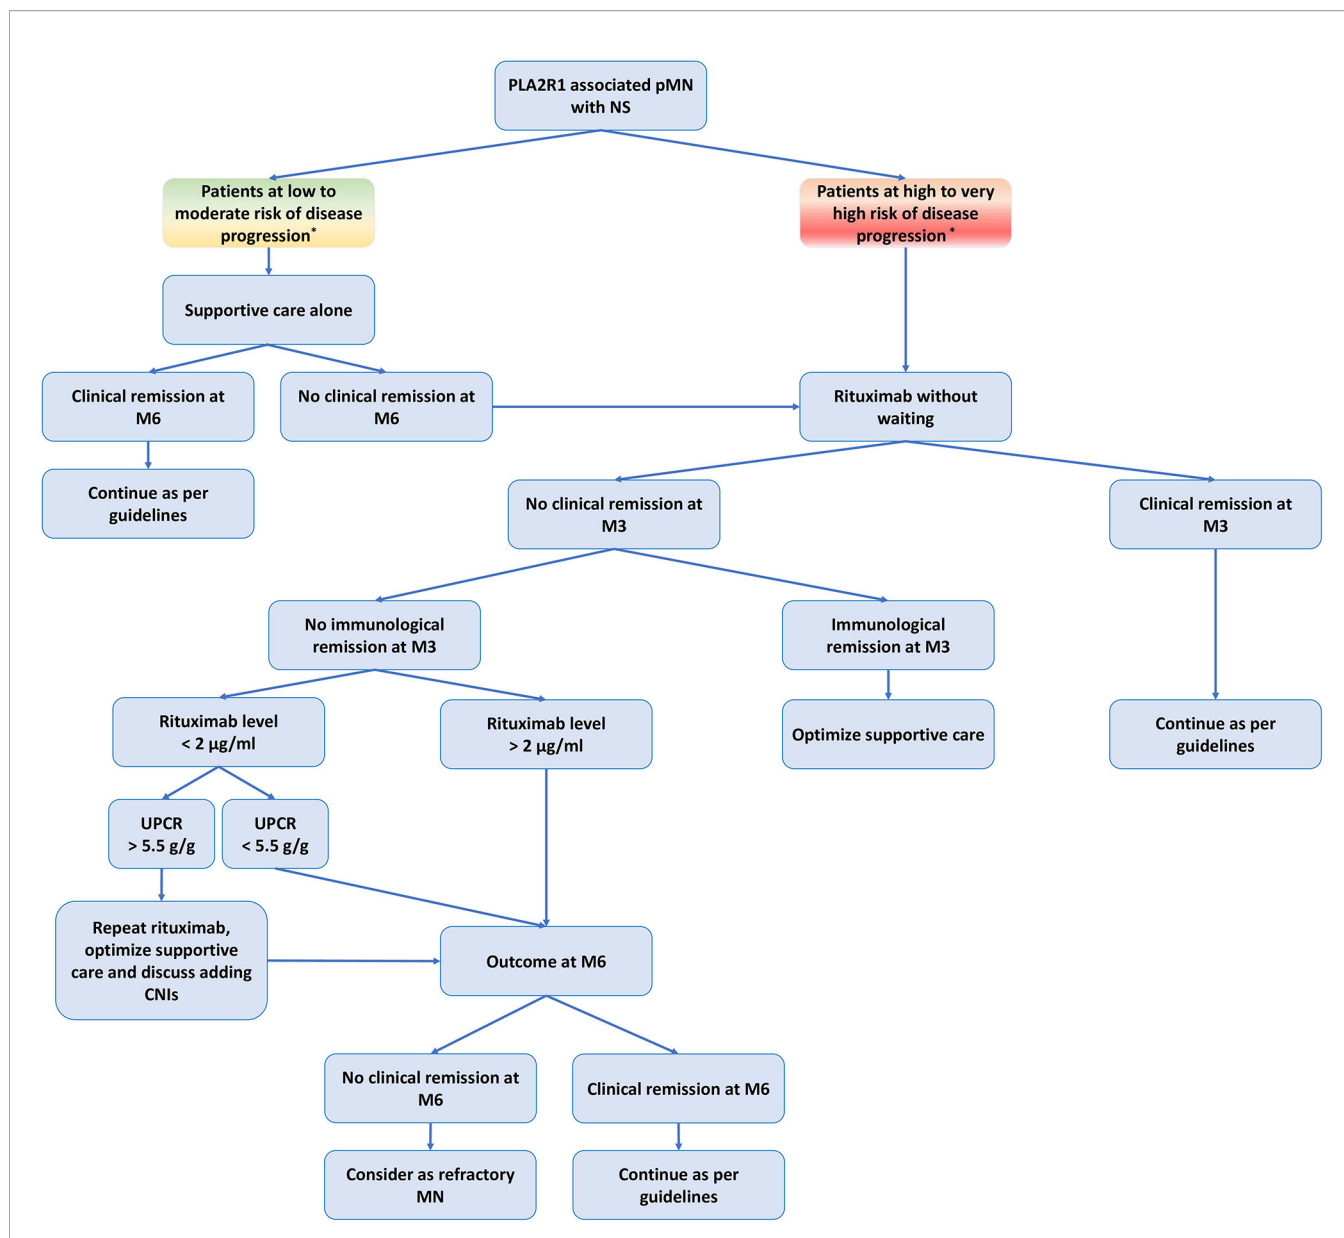 PLA2R1 associated pMN
with NS
Patients at low to
moderate risk of disease
progression*
Patients at high to very
high risk of disease
progression *
Supportive care alone
Clinical remission at
M6
No clinical remission at
M6
Rituximab without
waiting
Continue as per
guidelines
No clinical remission at
M3
Clinical remission at
M3
No immunological
remission at M3
Immunological
remission at M3
Rituximab level
< 2 µg/ml
Rituximab level
> 2 µg/ml
Optimize supportive care
Continue as per
guidelines
UPCR
> 5.5 g/g
UPCR
< 5.5 g/g
Repeat rituximab,
optimize supportive
care and discuss adding
CNIs
Outcome at M6
No clinical remission at
M6
Clinical remission at M6
Consider as refractory
MN
Continue as per
guidelines